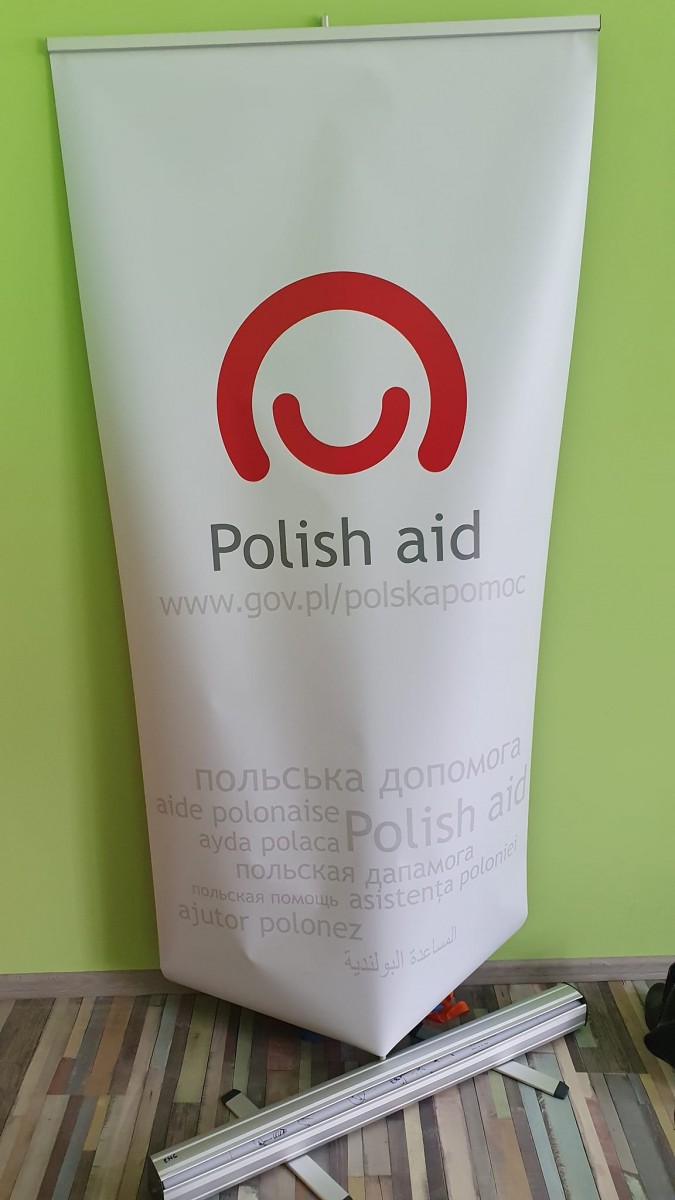 Polish aid
www.gov.pl/polskapomoc
польська допомога
aide polonaise
Polish aid
ayda polaca
польская дапамога
польская помощь
asistența poloniei
ajutor polonez
المساعدة البولندية
ENG